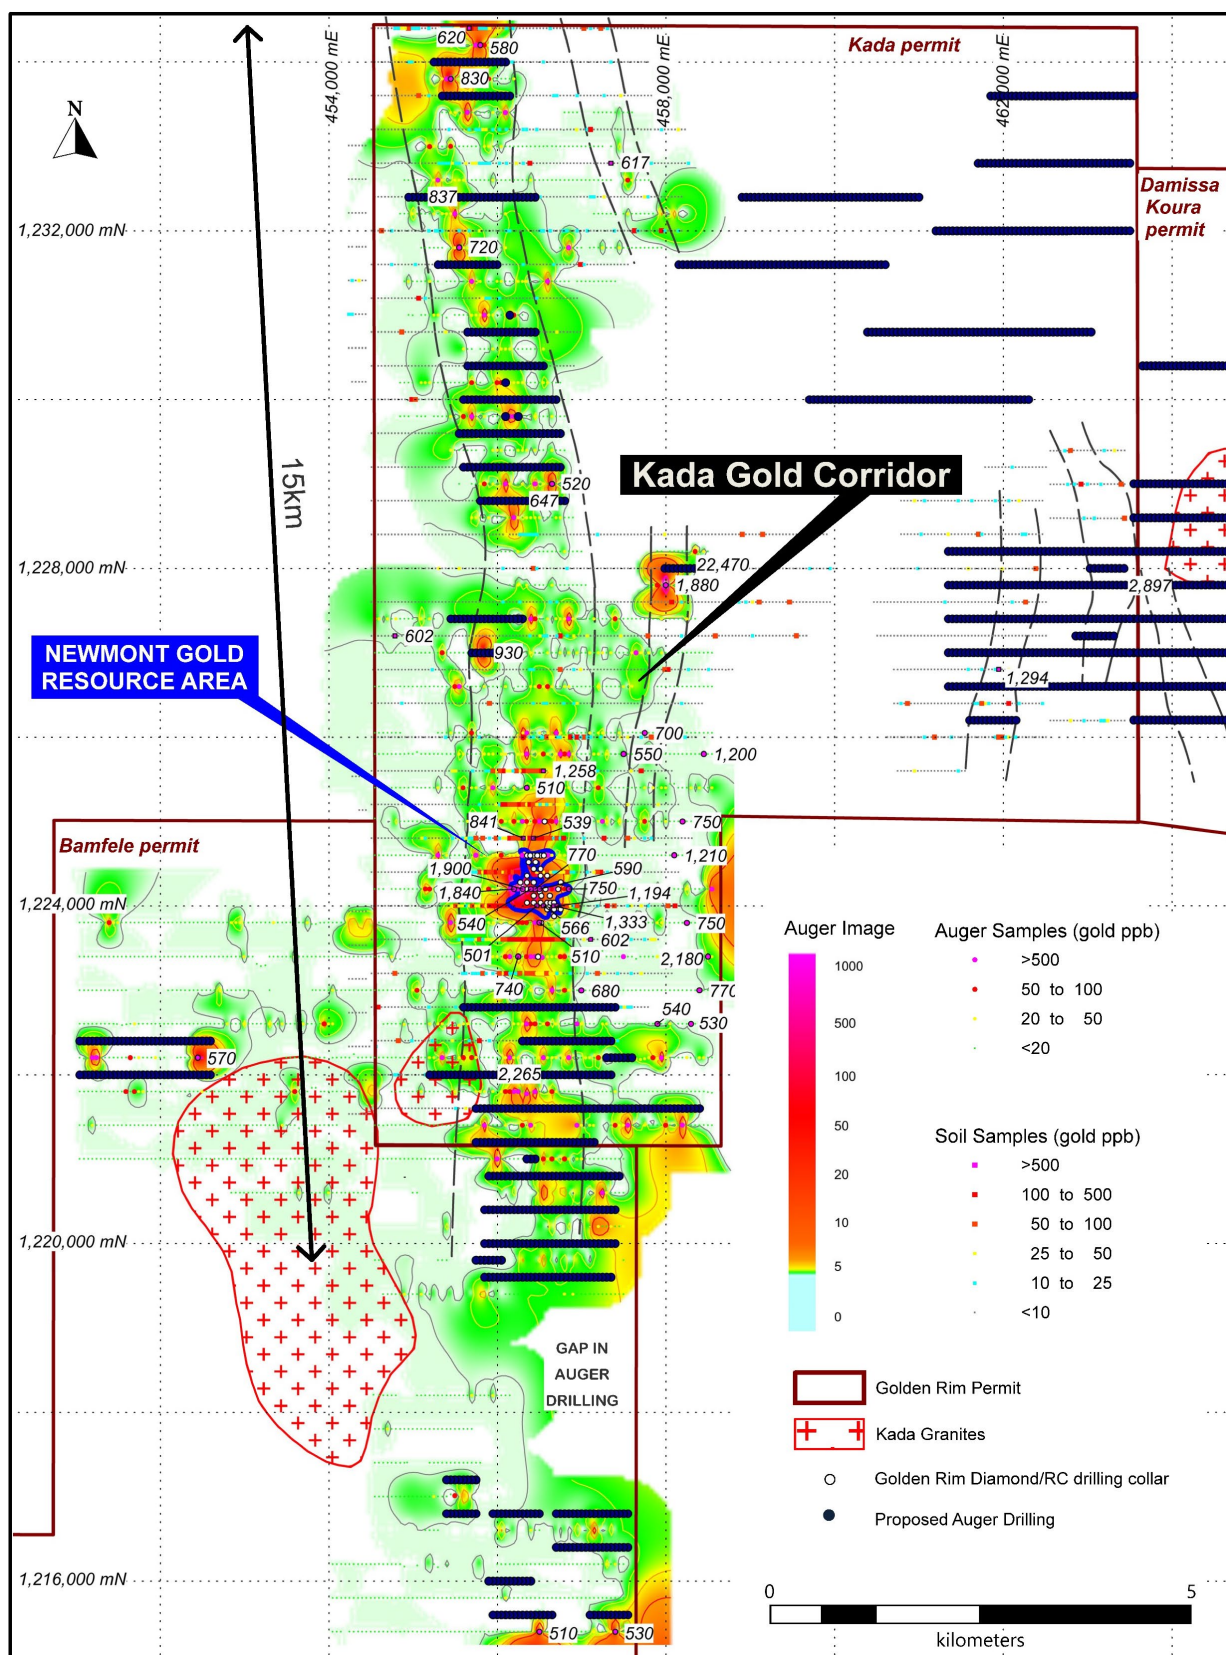 454,000 mE
458,000 mE
462,000 mE
Kada permit
620
580
830
N
617
Damissa
Koura
permit
837
1,232,000 mN
720
15km
Kada Gold Corridor
520
647
22,470
1,228,000 mN
1,880
2,897
602
NEWMONT GOLD
RESOURCE AREA
930
1,294
700
550
1,200
1,258
510
841
539
750
Bamfele permit
770
1,210
1,900
590
1,840
750
1,194
1,224,000 mN
540
566
1,333
750
602
501
510
2,180
740
680
770
540
530
570
2,265
1,220,000 mN
GAP IN
AUGER
DRILLING
1,216,000 mN
510
530
Auger Image
1000
500
100
50
20
10
5
0
Auger Samples (gold ppb)
>500
50 to 100
20 to 50
<20
Soil Samples (gold ppb)
>500
100 to 500
50 to 100
25 to 50
10 to 25
<10
Golden Rim Permit
Kada Granites
Golden Rim Diamond/RC drilling collar
Proposed Auger Drilling
0
5
kilometers